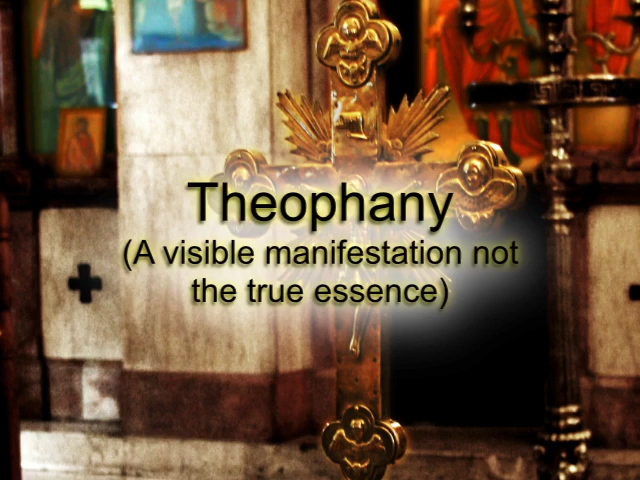 Theophany
(A visible manifestation not
the true essence)